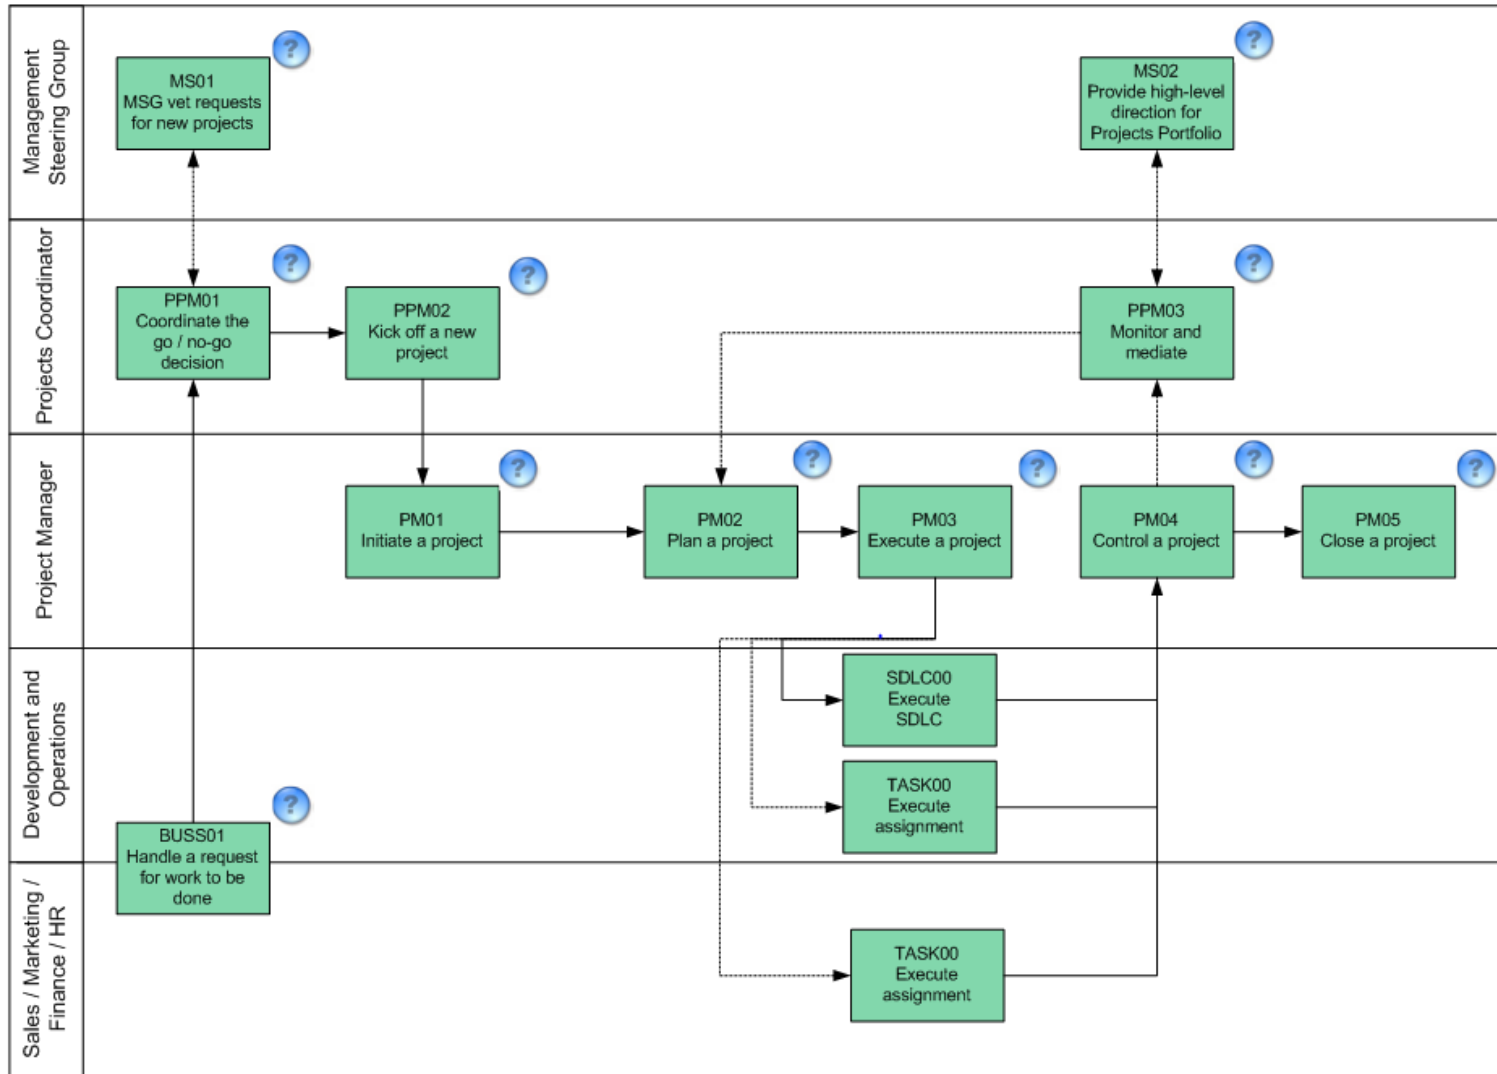 Management
Steering Group
MS01
MSG vet requests
for new projects
?
MS02
Provide high-level
direction for
Projects Portfolio
?
Projects Coordinator
PPM01
Coordinate the
go / no-go
decision
?
PPM02
Kick off a new
project
?
PPM03
Monitor and
mediate
?
Project Manager
PM01
Initiate a project
?
PM02
Plan a project
?
PM03
Execute a project
?
PM04
Control a project
?
PM05
Close a project
?
Development and
Operations
SDLC00
Execute
SDLC
TASK00
Execute
assignment
BUSS01
Handle a request
for work to be
done
?
Sales / Marketing /
Finance / HR
TASK00
Execute
assignment